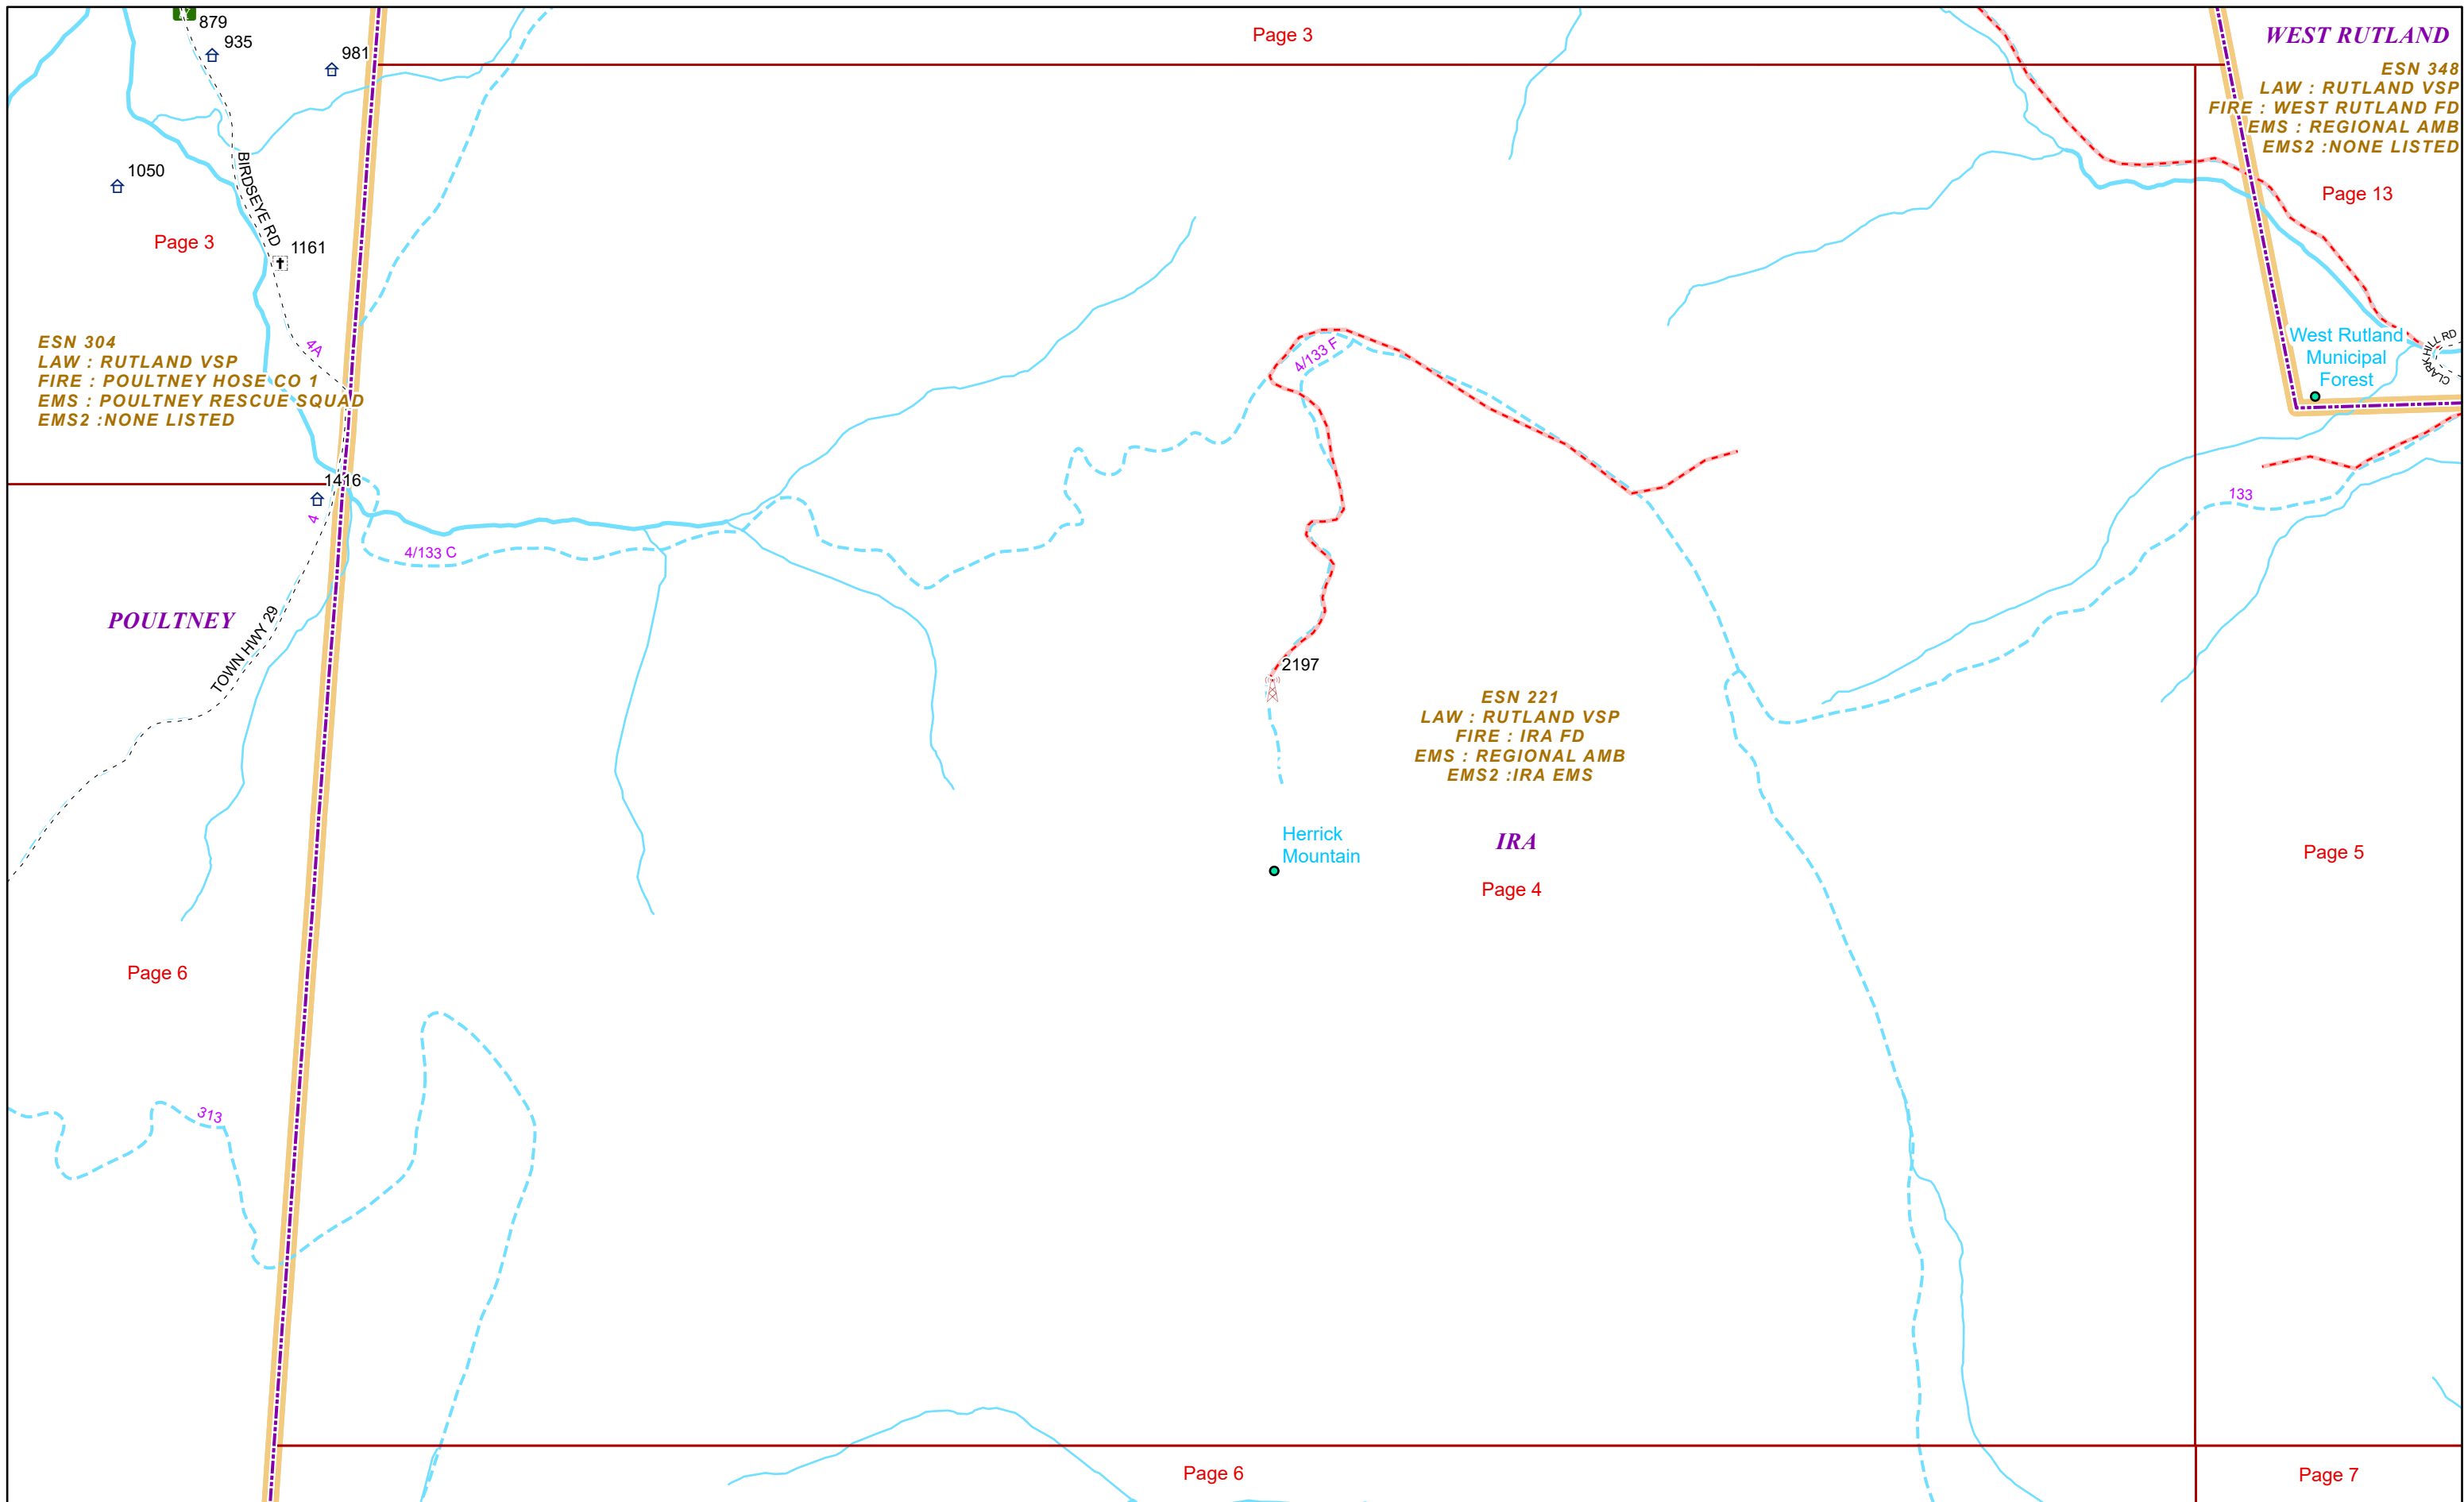 879
935
981
Page 3
WEST RUTLAND
ESN 348
LAW : RUTLAND VSP
FIRE : WEST RUTLAND FD
EMS : REGIONAL AMB
EMS2 :NONE LISTED
1050
BIRDSEYE RD
Page 13
Page 3
1161
4A
ESN 304
LAW : RUTLAND VSP
FIRE : POULTNEY HOSE CO 1
EMS : POULTNEY RESCUE SQUAD
EMS2 :NONE LISTED
4/133 F
West Rutland
Municipal
Forest
CLARK HILL RD
1416
4
133
4/133 C
POULTNEY
TOWN HWY 29
2197
ESN 221
LAW : RUTLAND VSP
FIRE : IRA FD
EMS : REGIONAL AMB
EMS2 :IRA EMS
Herrick
Mountain
IRA
Page 5
Page 4
Page 6
313
Page 6
Page 7